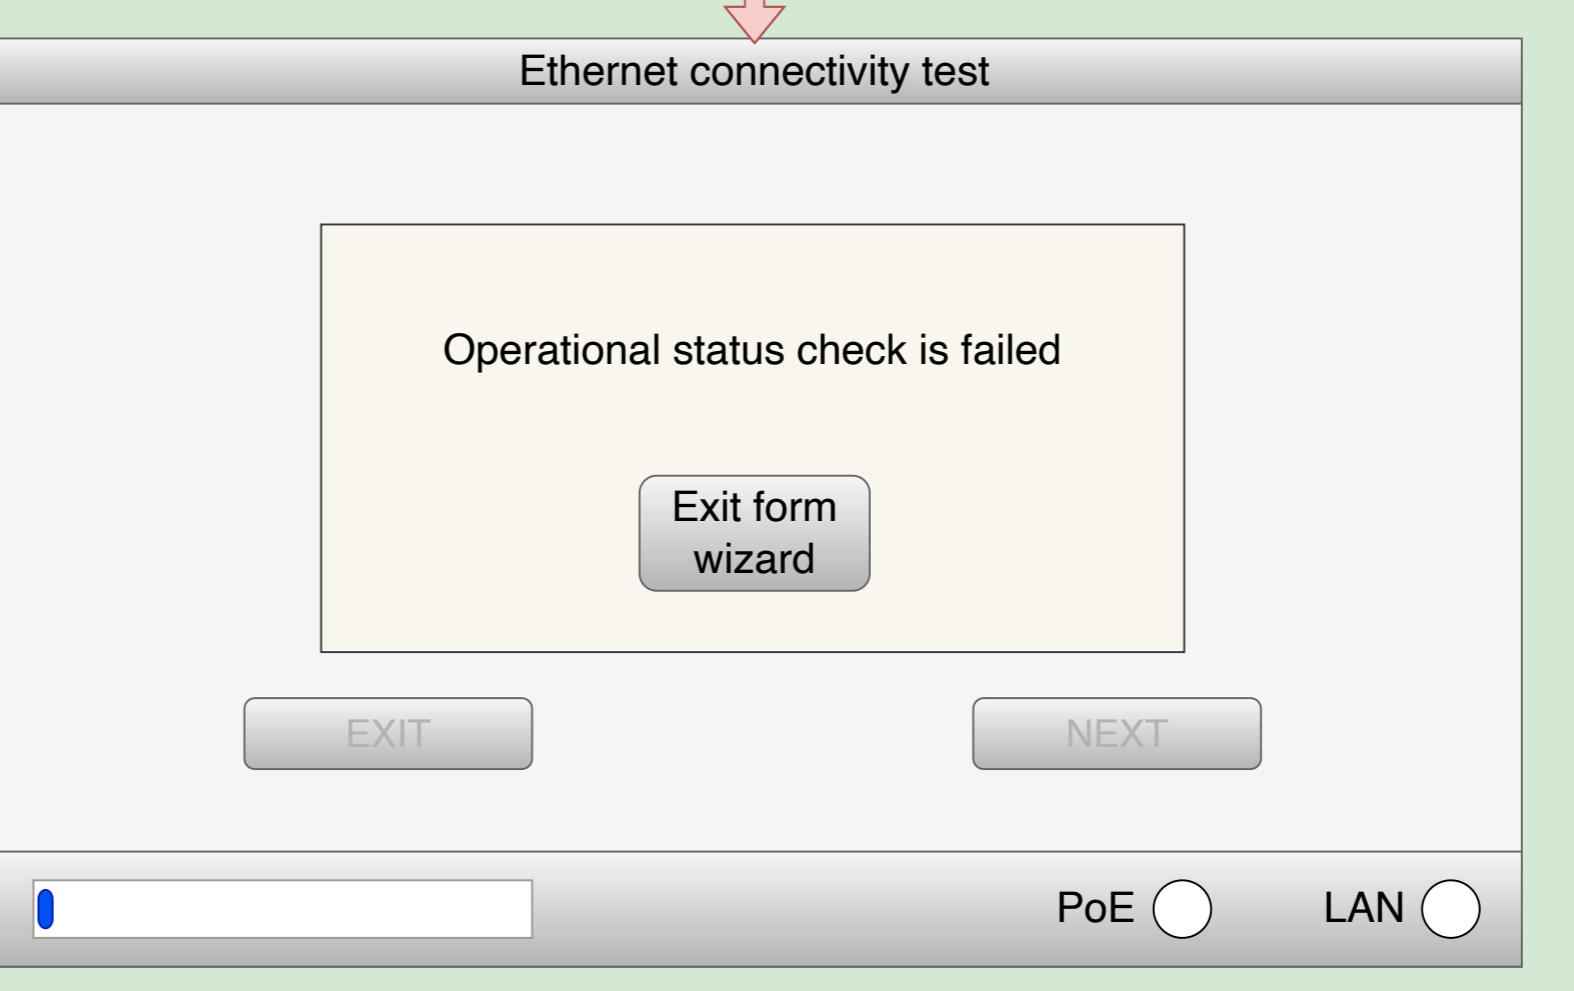 Ethernet connectivity test
Operational status check is failed
Exit form
wizard
EXIT
NEXT
PoE
LAN